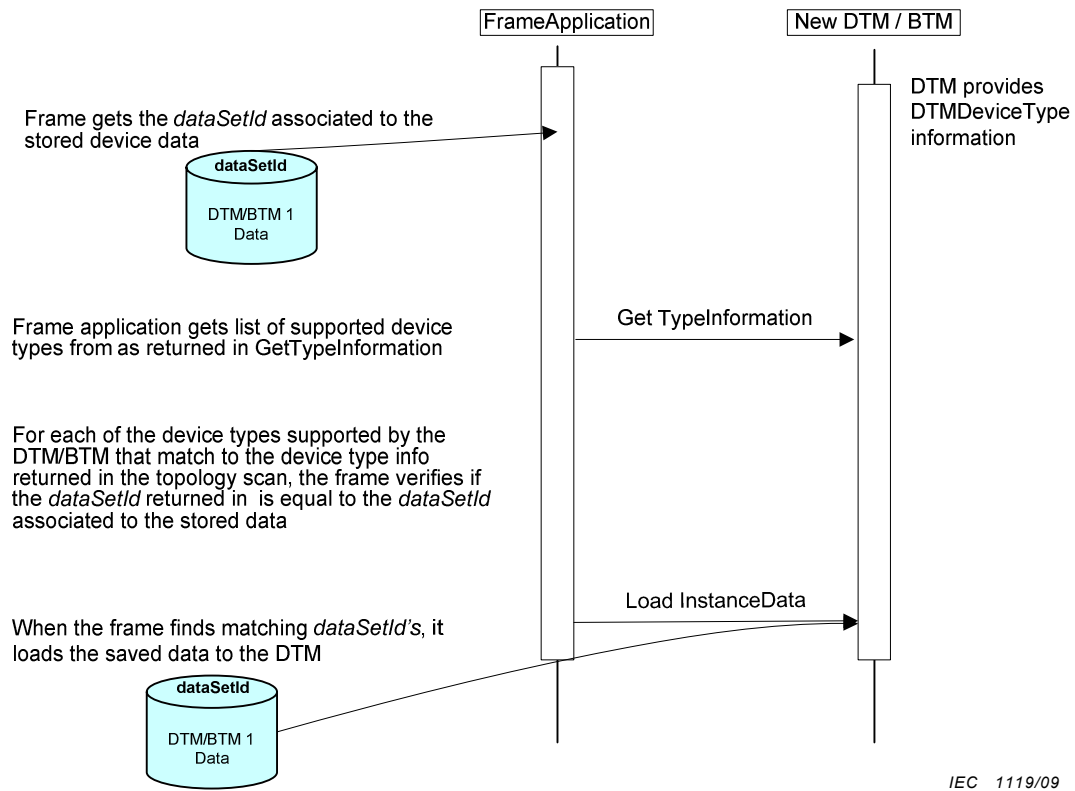 FrameApplication
New DTM / BTM
DTM provides
DTMDeviceType
information
Frame gets the dataSetId associated to the
stored device data
dataSetId
DTM/BTM 1
Data
Frame application gets list of supported device
types from as returned in GetTypeInformation
Get TypeInformation
For each of the device types supported by the
DTM/BTM that match to the device type info
returned in the topology scan, the frame verifies if
the dataSetId returned in is equal to the dataSetId
associated to the stored data
Load InstanceData
When the frame finds matching dataSetId's, it
loads the saved data to the DTM
dataSetId
DTM/BTM 1
Data
IEC 1119/09